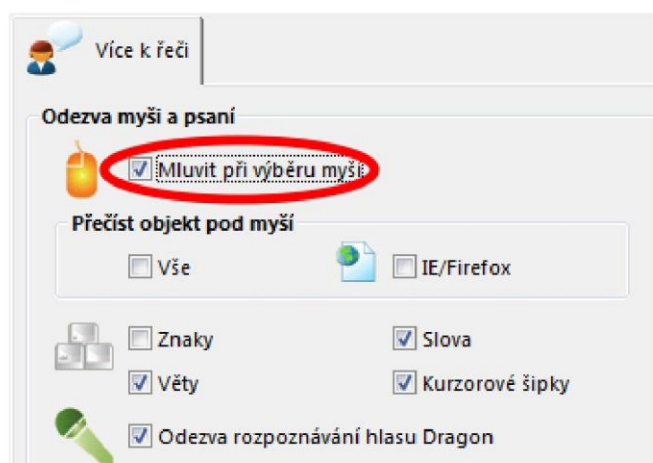 Více k řeči
Odezva myši a psaní
Mluvit při výběru myši
Přečíst objekt pod myší
Vše IE/Firefox
Znaky Slova
Věty Kurzorové šipky
Odezva rozpoznávání hlasu Dragon